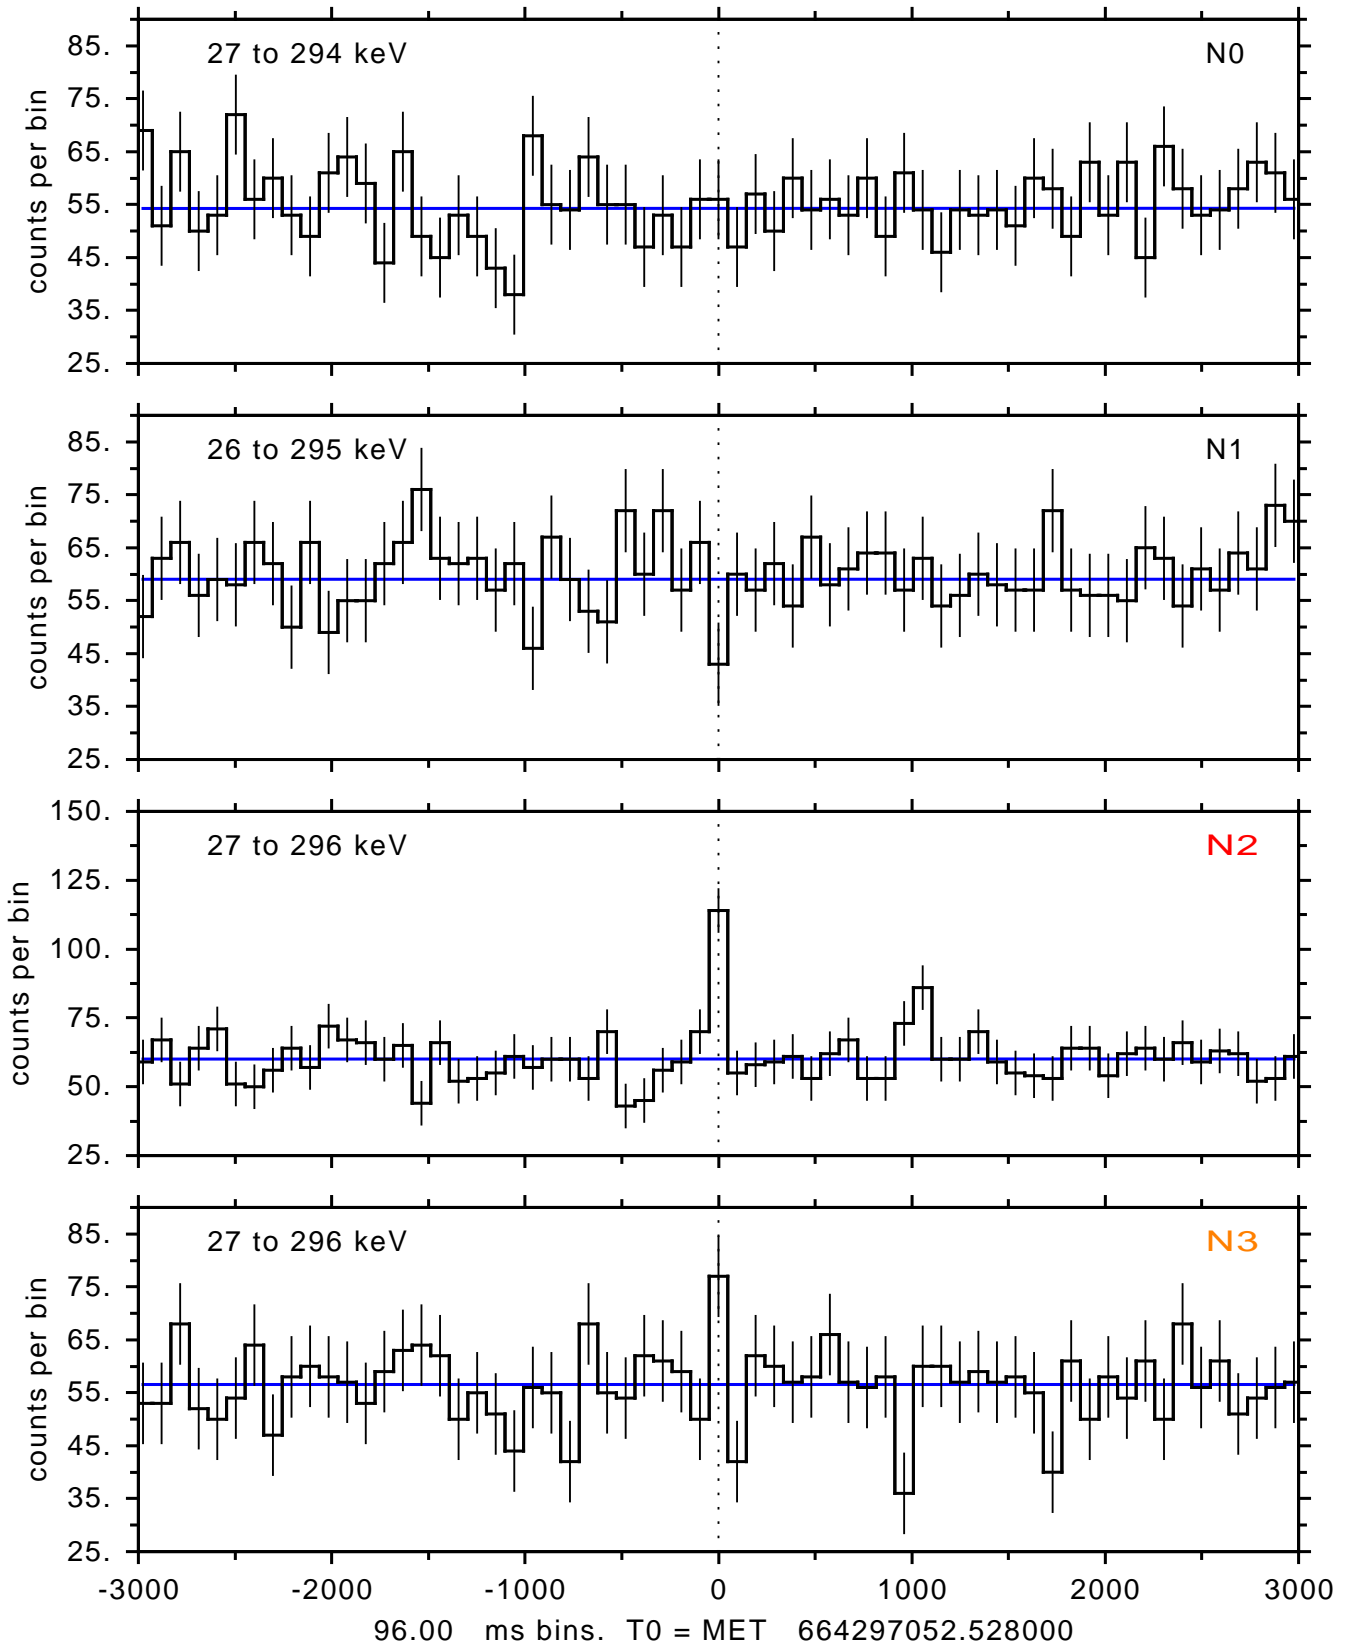 27 to 294 keV N0
85.
75.
65.
55.
45.
35.
25.
counts per bin
26 to 295 keV N1
85.
75.
65.
55.
45.
35.
25.
counts per bin
27 to 296 keV N2
150.
125.
100.
75.
50.
25.
counts per bin
27 to 296 keV N3
85.
75.
65.
55.
45.
35.
25.
counts per bin
-3000 -2000 -1000 0 1000 2000 3000
96.00 ms bins. T0 = MET 664297052.528000